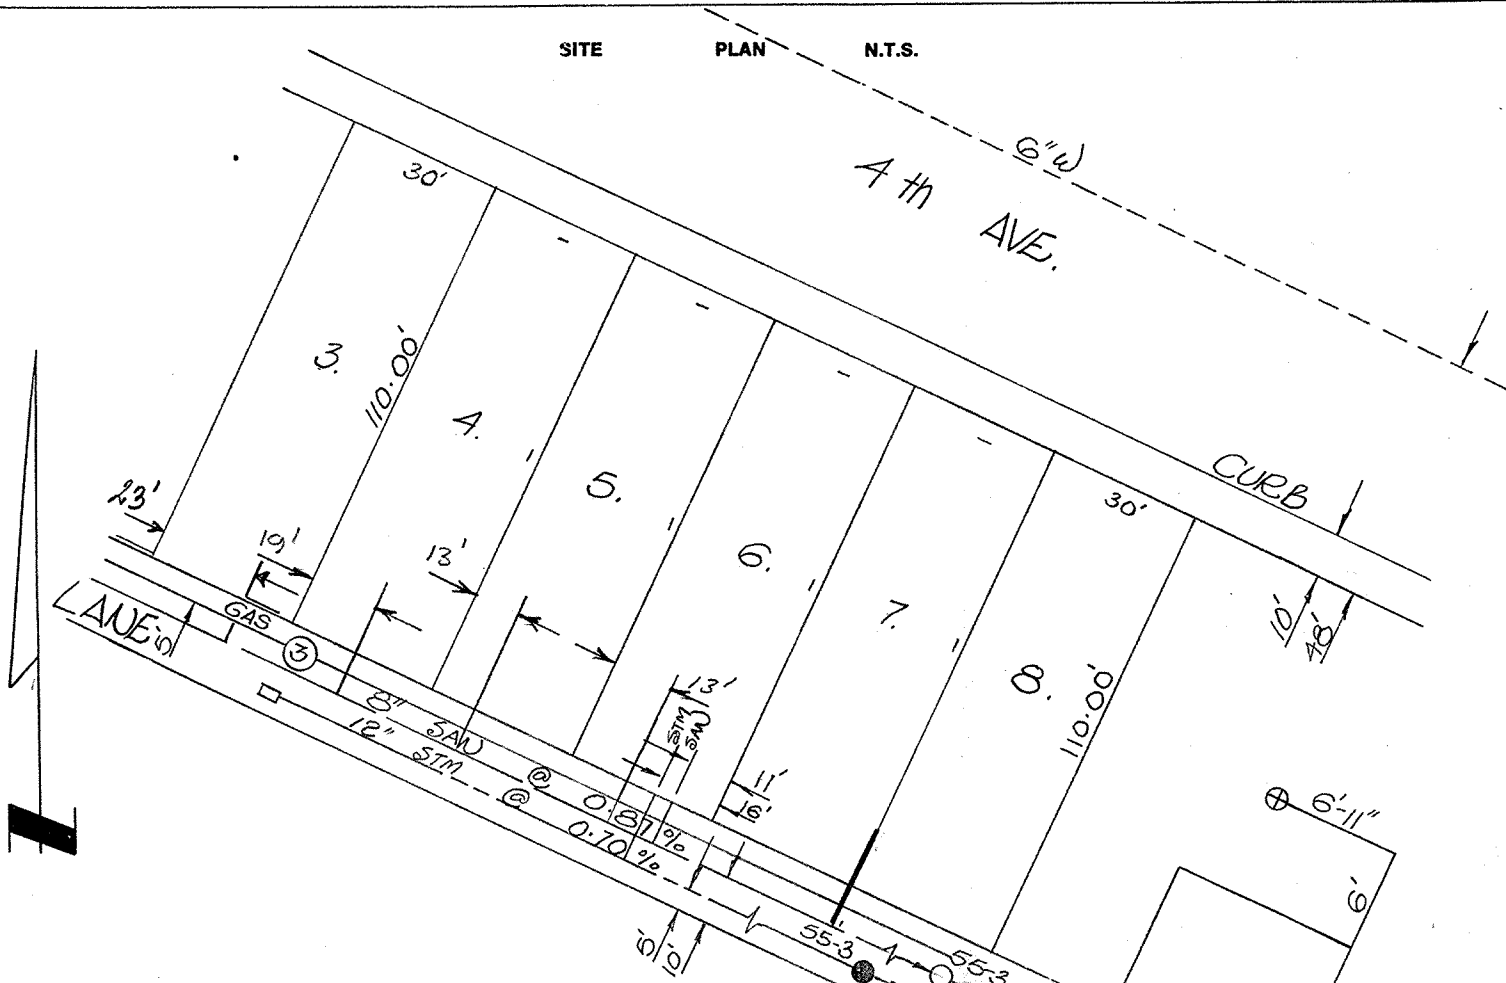 SITE PLAN N.T.S.
6"W
4th AVE.
30'
3.
110.00'
4.
5.
6.
7.
8.
30'
CURB
110.00'
10'
48'
23'
19'
13'
GAS
LANE
5'
3
8" SAN @ 0.87%
12" STM @ 0.70%
13'
STM
SAN
11'
16'
6'-11"
6'
5'
10'
55-3
55-3